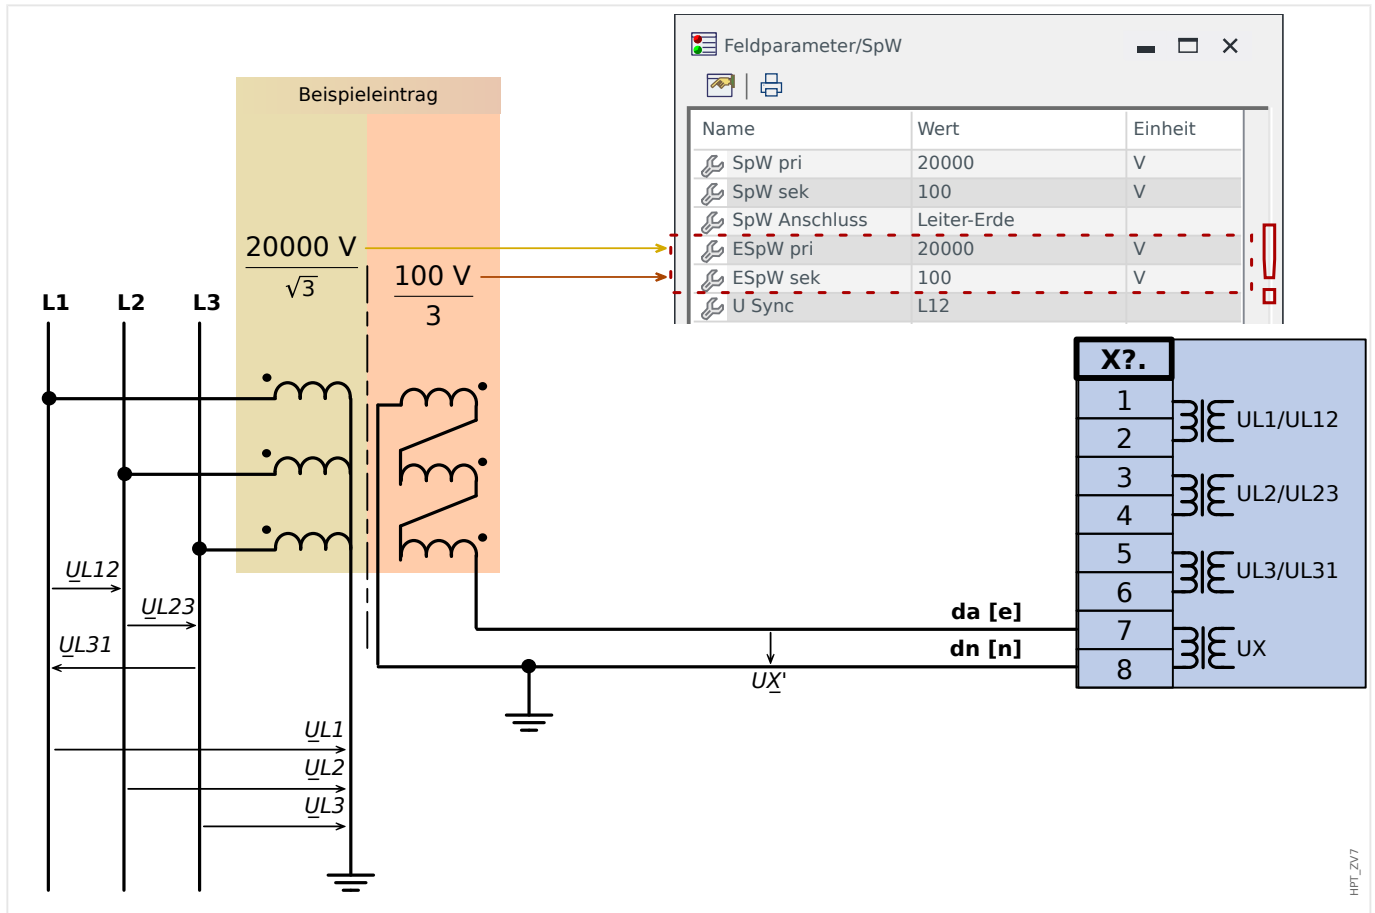 Feldparameter/SpW
Name Wert Einheit
SpW pri 20000 V
SpW sek 100 V
SpW Anschluss Leiter-Erde
ESpW pri 20000 V
ESpW sek 100 V
U Sync L12
Beispieleintrag
20000 V
√3
100 V
3
L1 L2 L3
UL12
UL23
UL31
UL1
UL2
UL3
da [e]
dn [n]
UX'
X?.
1
2
3
4
5
6
7
8
UL1/UL12
UL2/UL23
UL3/UL31
UX
HPT_ZV7